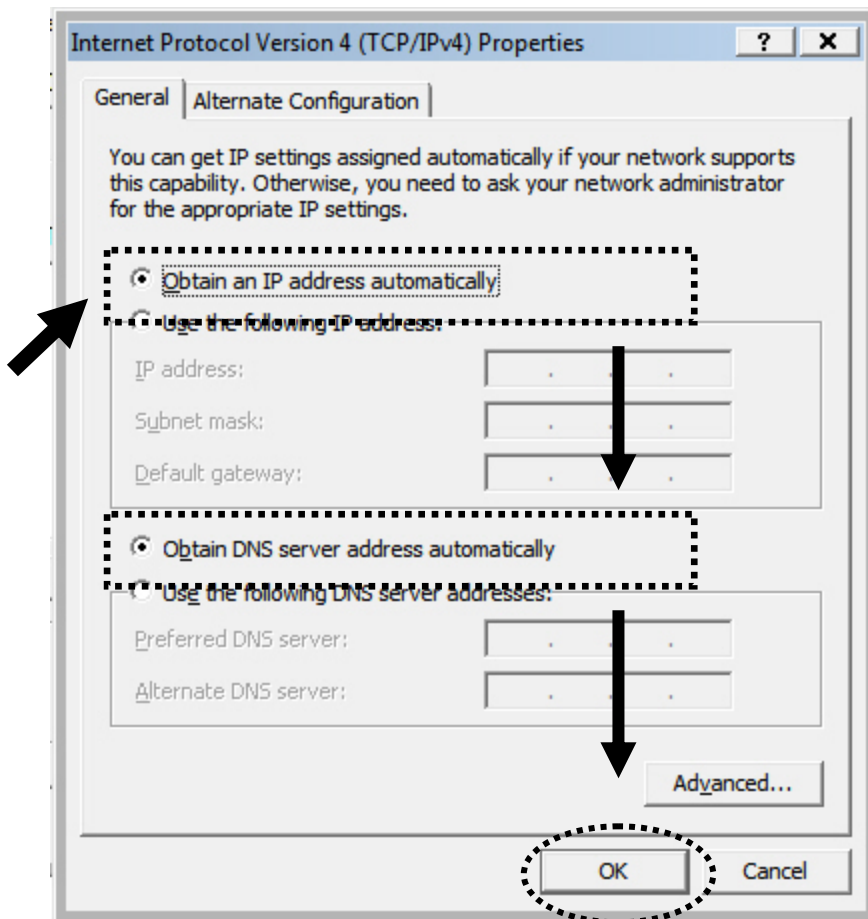 Internet Protocol Version 4 (TCP/IPv4) Properties ? x
General Alternate Configuration
You can get IP settings assigned automatically if your network supports
this capability. Otherwise, you need to ask your network administrator
for the appropriate IP settings.
Obtain an IP address automatically
Use the following IP address:
IP address: . . .
Subnet mask: . . .
Default gateway: . . .
Obtain DNS server address automatically
Use the following DNS server addresses:
Preferred DNS server: . . .
Alternate DNS server: . . .
Advanced...
OK Cancel